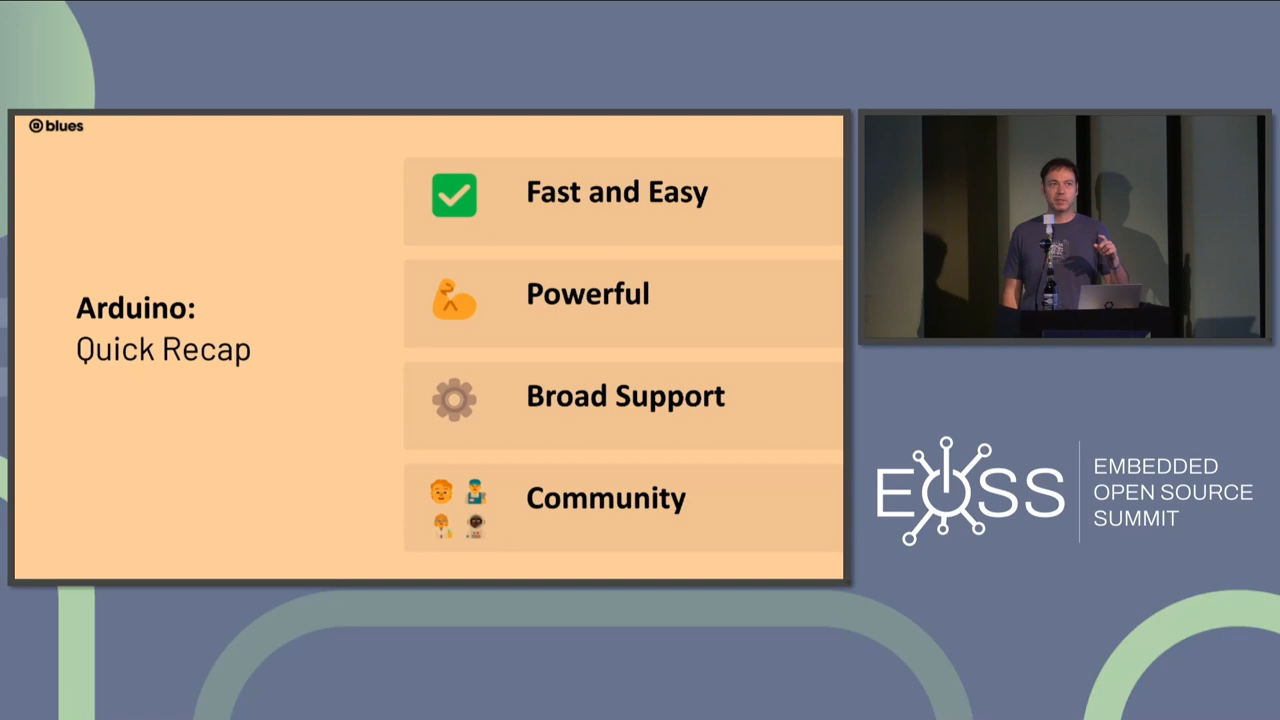 blues
Arduino:
Quick Recap
Fast and Easy
Powerful
Broad Support
Community
EOSS
EMBEDDED
OPEN SOURCE
SUMMIT